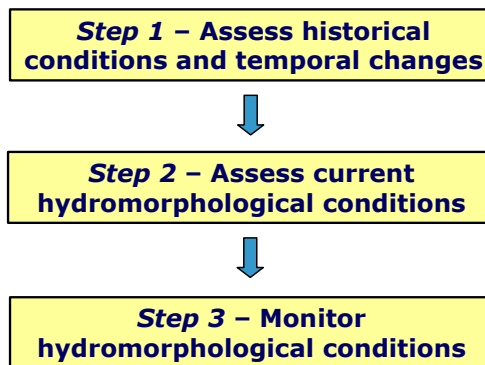 Step 1 – Assess historical
conditions and temporal changes
Step 2 – Assess current
hydromorphological conditions
Step 3 – Monitor
hydromorphological conditions